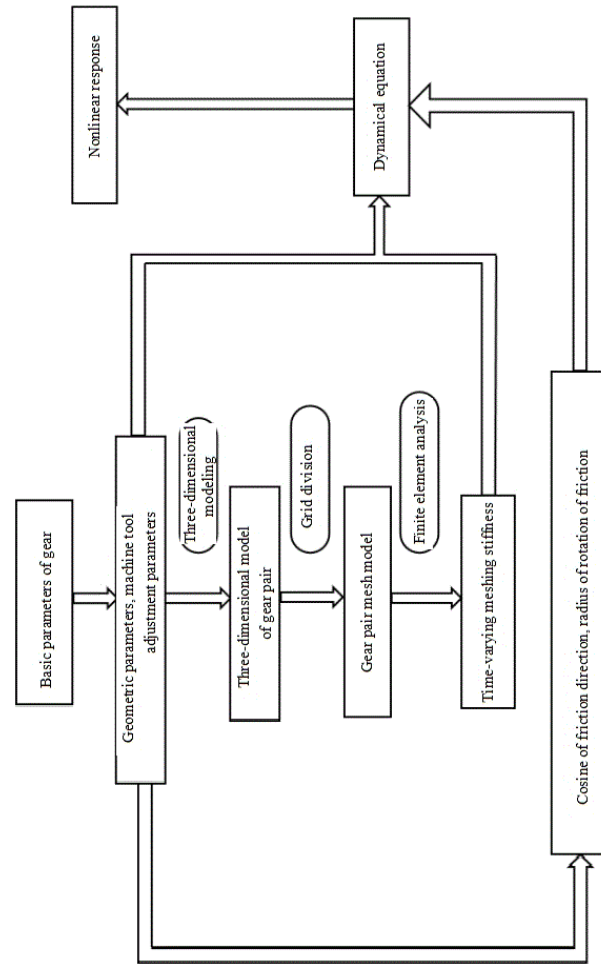 Basic parameters of gear
Geometric parameters, machine tool
adjustment parameters
Three-dimensional
modeling
Three-dimensional model
of gear pair
Grid division
Gear pair mesh model
Finite element analysis
Time-varying meshing stiffness
Cosine of friction direction, radius of rotation of friction
Dynamical equation
Nonlinear response